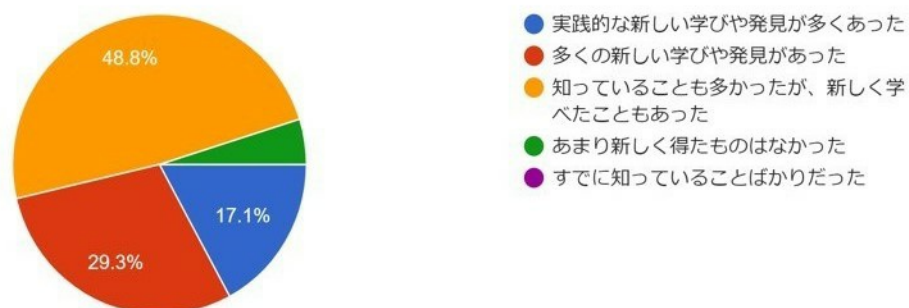 48.8%
17.1%
29.3%
実践的な新しい学びや発見が多くあった
多くの新しい学びや発見があった
知っていることも多かったが、新しく学
べたこともあった
あまり新しく得たものはなかった
すでに知っていることばかりだった